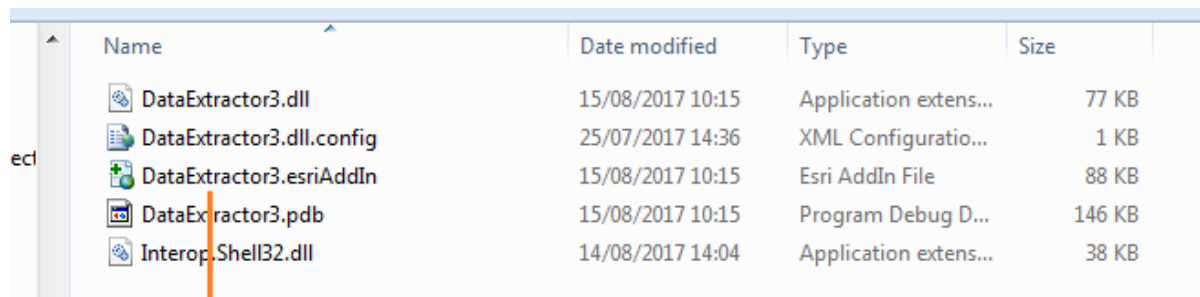 Name Date modified Type Size
DataExtractor3.dll 15/08/2017 10:15 Application extens... 77 KB
DataExtractor3.dll.config 25/07/2017 14:36 XML Configuratio... 1 KB
ect DataExtractor3.esriAddIn 15/08/2017 10:15 Esri AddIn File 88 KB
DataExtractor3.pdb 15/08/2017 10:15 Program Debug D... 146 KB
Interop.Shell32.dll 14/08/2017 14:04 Application extens... 38 KB